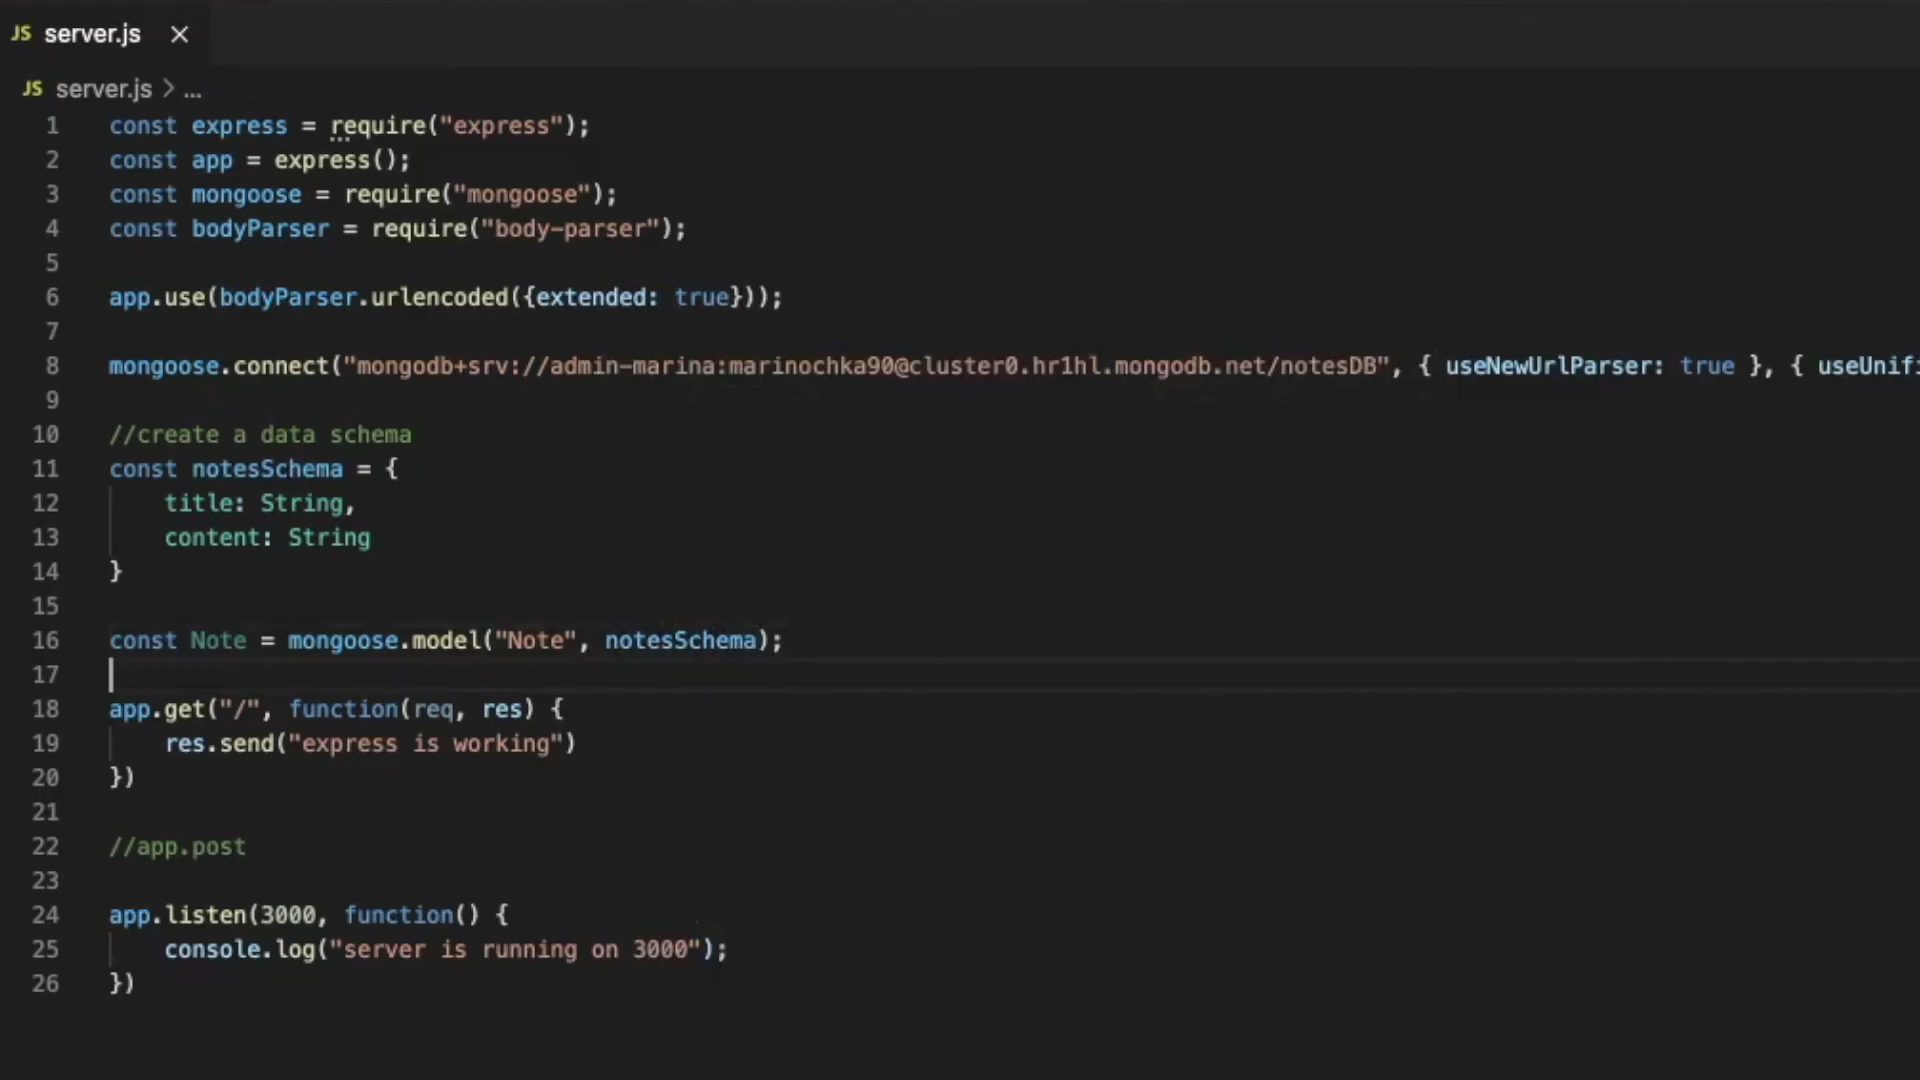 JS server.js ×
JS server.js > ...
1 const express = require("express");
2 const app = express();
3 const mongoose = require("mongoose");
4 const bodyParser = require("body-parser");
5
6 app.use(bodyParser.urlencoded({extended: true}));
7
8 mongoose.connect("mongodb+srv://admin-marina:marinochka90@cluster0.hr1hl.mongodb.net/notesDB", { useNewUrlParser: true }, { useUnifi
9
10 //create a data schema
11 const notesSchema = {
12     title: String,
13     content: String
14 }
15
16 const Note = mongoose.model("Note", notesSchema);
17
18 app.get("/", function(req, res) {
19     res.send("express is working")
20 })
21
22 //app.post
23
24 app.listen(3000, function() {
25     console.log("server is running on 3000");
26 })